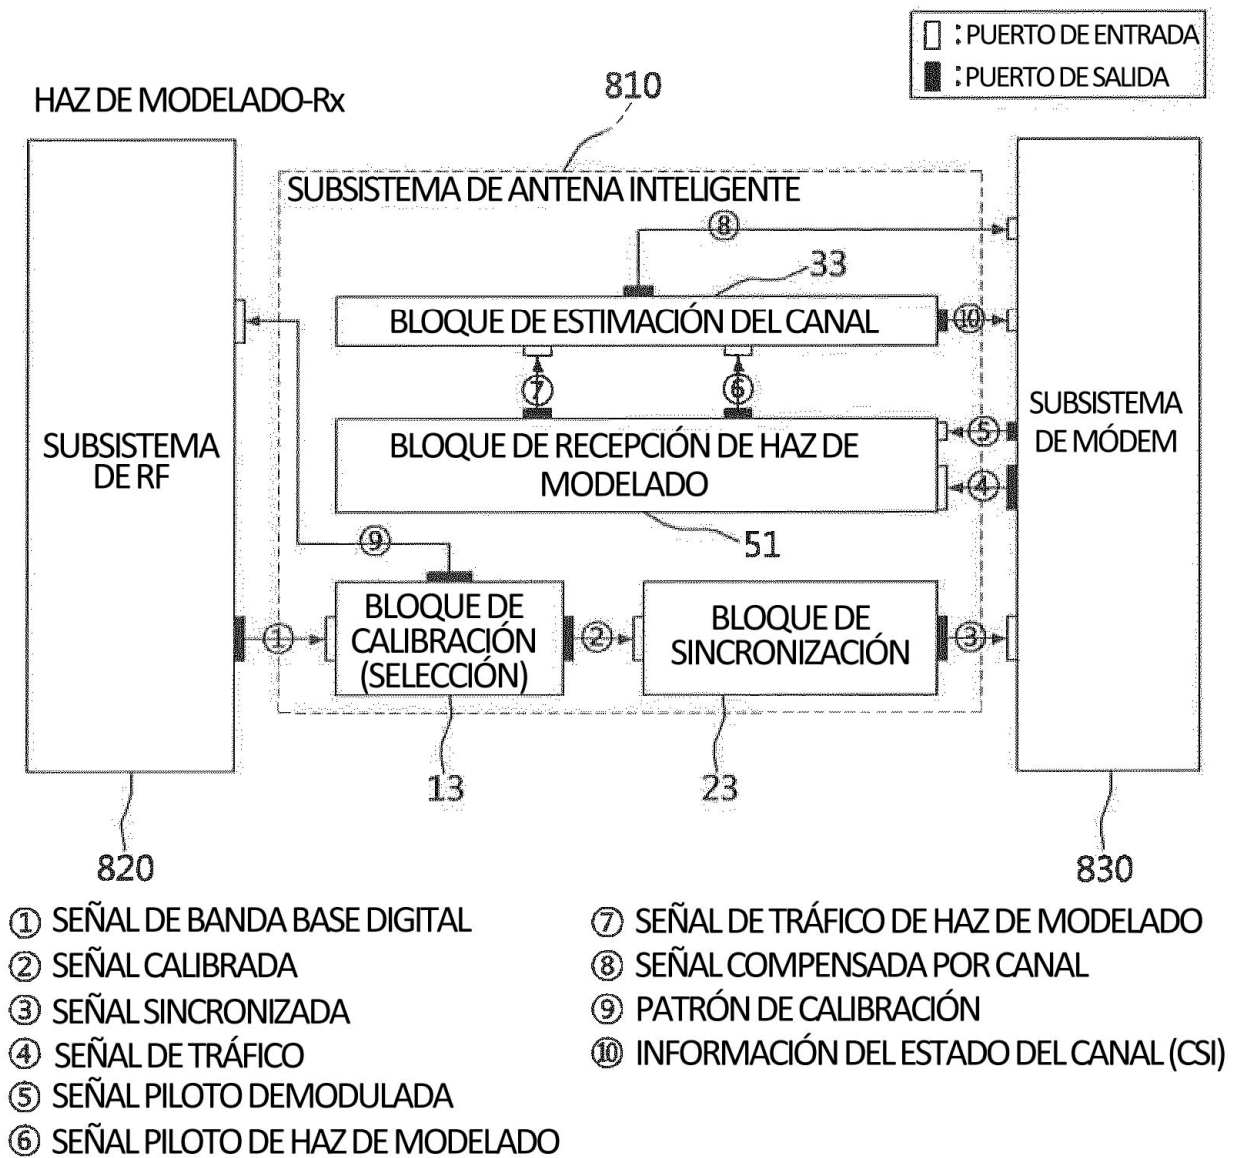 : PUERTO DE ENTRADA
: PUERTO DE SALIDA
HAZ DE MODELADO-Rx
810
SUBSISTEMA DE ANTENA INTELIGENTE
⑧
33
BLOQUE DE ESTIMACIÓN DEL CANAL
⑩
⑦
⑥
SUBSISTEMA
DE RF
BLOQUE DE RECEPCIÓN DE HAZ DE
MODELADO
⑤
④
SUBSISTEMA
DE MÓDEM
51
⑨
①
BLOQUE DE
CALIBRACIÓN
(SELECCIÓN)
②
BLOQUE DE
SINCRONIZACIÓN
③
13
23
820
830
① SEÑAL DE BANDA BASE DIGITAL
② SEÑAL CALIBRADA
③ SEÑAL SINCRONIZADA
④ SEÑAL DE TRÁFICO
⑤ SEÑAL PILOTO DEMODULADA
⑥ SEÑAL PILOTO DE HAZ DE MODELADO
⑦ SEÑAL DE TRÁFICO DE HAZ DE MODELADO
⑧ SEÑAL COMPENSADA POR CANAL
⑨ PATRÓN DE CALIBRACIÓN
⑩ INFORMACIÓN DEL ESTADO DEL CANAL (CSI)